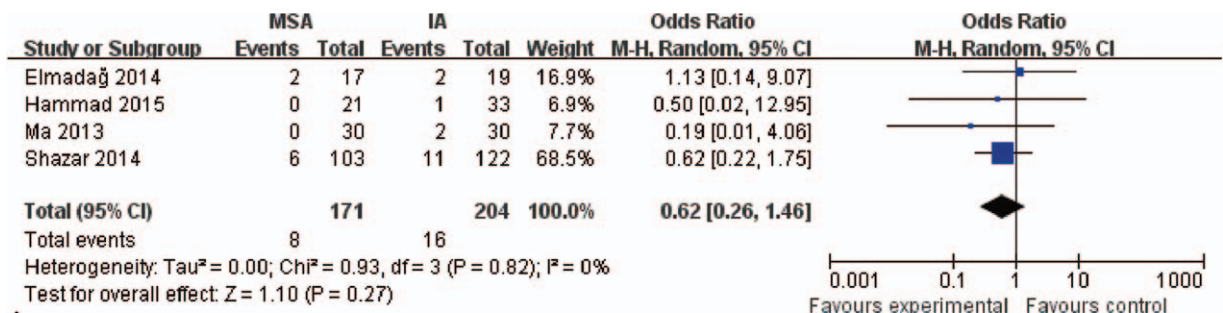 MSA IA Odds Ratio Odds Ratio
Study or Subgroup Events Total Events Total Weight M-H, Random, 95% CI M-H, Random, 95% CI
Elmadağ 2014 2 17 2 19 16.9% 1.13 [0.14, 9.07]
Hammad 2015 0 21 1 33 6.9% 0.50 [0.02, 12.95]
Ma 2013 0 30 2 30 7.7% 0.19 [0.01, 4.06]
Shazar 2014 6 103 11 122 68.5% 0.62 [0.22, 1.75]
Total (95% CI) 171 204 100.0% 0.62 [0.26, 1.46]
Total events 8 16
Heterogeneity: Tau² = 0.00; Chi² = 0.93, df = 3 (P = 0.82); I² = 0%
Test for overall effect: Z = 1.10 (P = 0.27)
0.001 0.1 1 10 1000
Favours experimental Favours control